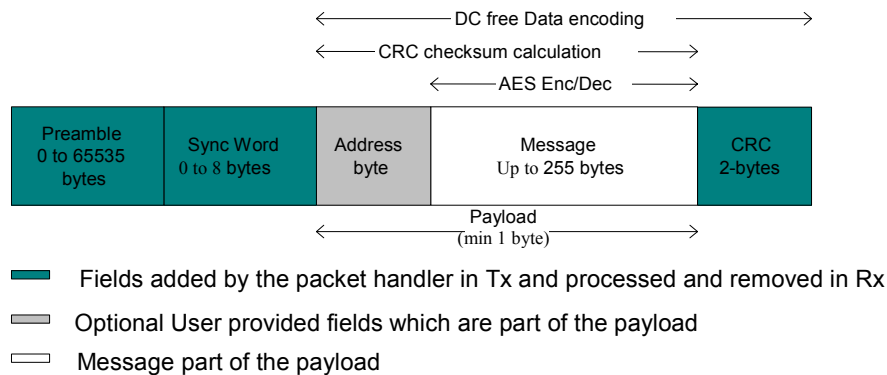 DC free Data encoding
CRC checksum calculation
AES Enc/Dec
Preamble
0 to 65535
bytes
Sync Word
0 to 8 bytes
Address
byte
Message
Up to 255 bytes
CRC
2-bytes
Payload
(min 1 byte)
Fields added by the packet handler in Tx and processed and removed in Rx
Optional User provided fields which are part of the payload
Message part of the payload